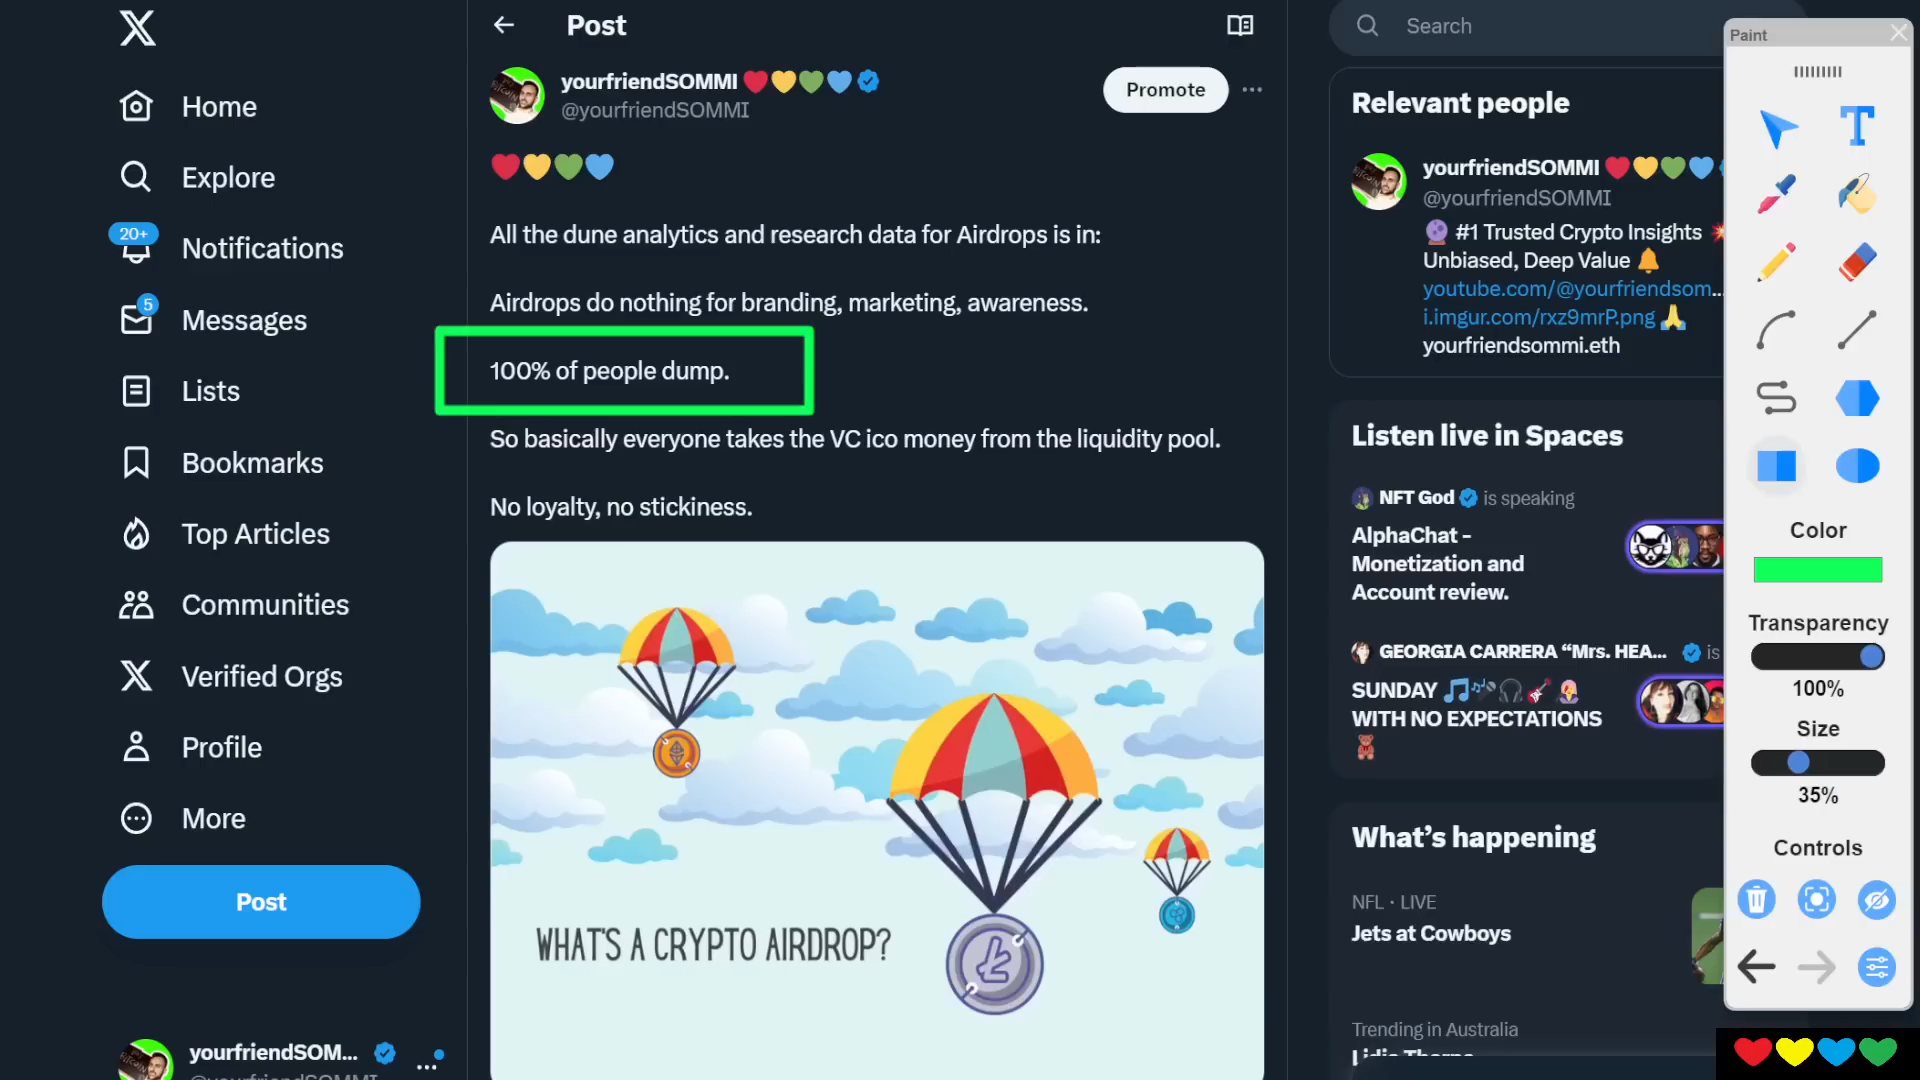 Home
Explore
20+
Notifications
5
Messages
Lists
Bookmarks
Top Articles
Communities
Verified Orgs
Profile
More
Post
yourfriendSOM...
Post
yourfriendSOMMI
@yourfriendSOMMI
Promote
All the dune analytics and research data for Airdrops is in:
Airdrops do nothing for branding, marketing, awareness.
100% of people dump.
So basically everyone takes the VC ico money from the liquidity pool.
No loyalty, no stickiness.
WHAT'S A CRYPTO AIRDROP?
Search
Relevant people
yourfriendSOMMI
@yourfriendSOMMI
#1 Trusted Crypto Insights
Unbiased, Deep Value
youtube.com/@yourfriendsom...
i.imgur.com/rxz9mrP.png
yourfriendsommi.eth
Listen live in Spaces
NFT God is speaking
AlphaChat -
Monetization and
Account review.
GEORGIA CARRERA “Mrs. HEA... is
SUNDAY
WITH NO EXPECTATIONS
What’s happening
NFL · LIVE
Jets at Cowboys
Trending in Australia
Paint
T
Color
Transparency
100%
Size
35%
Controls